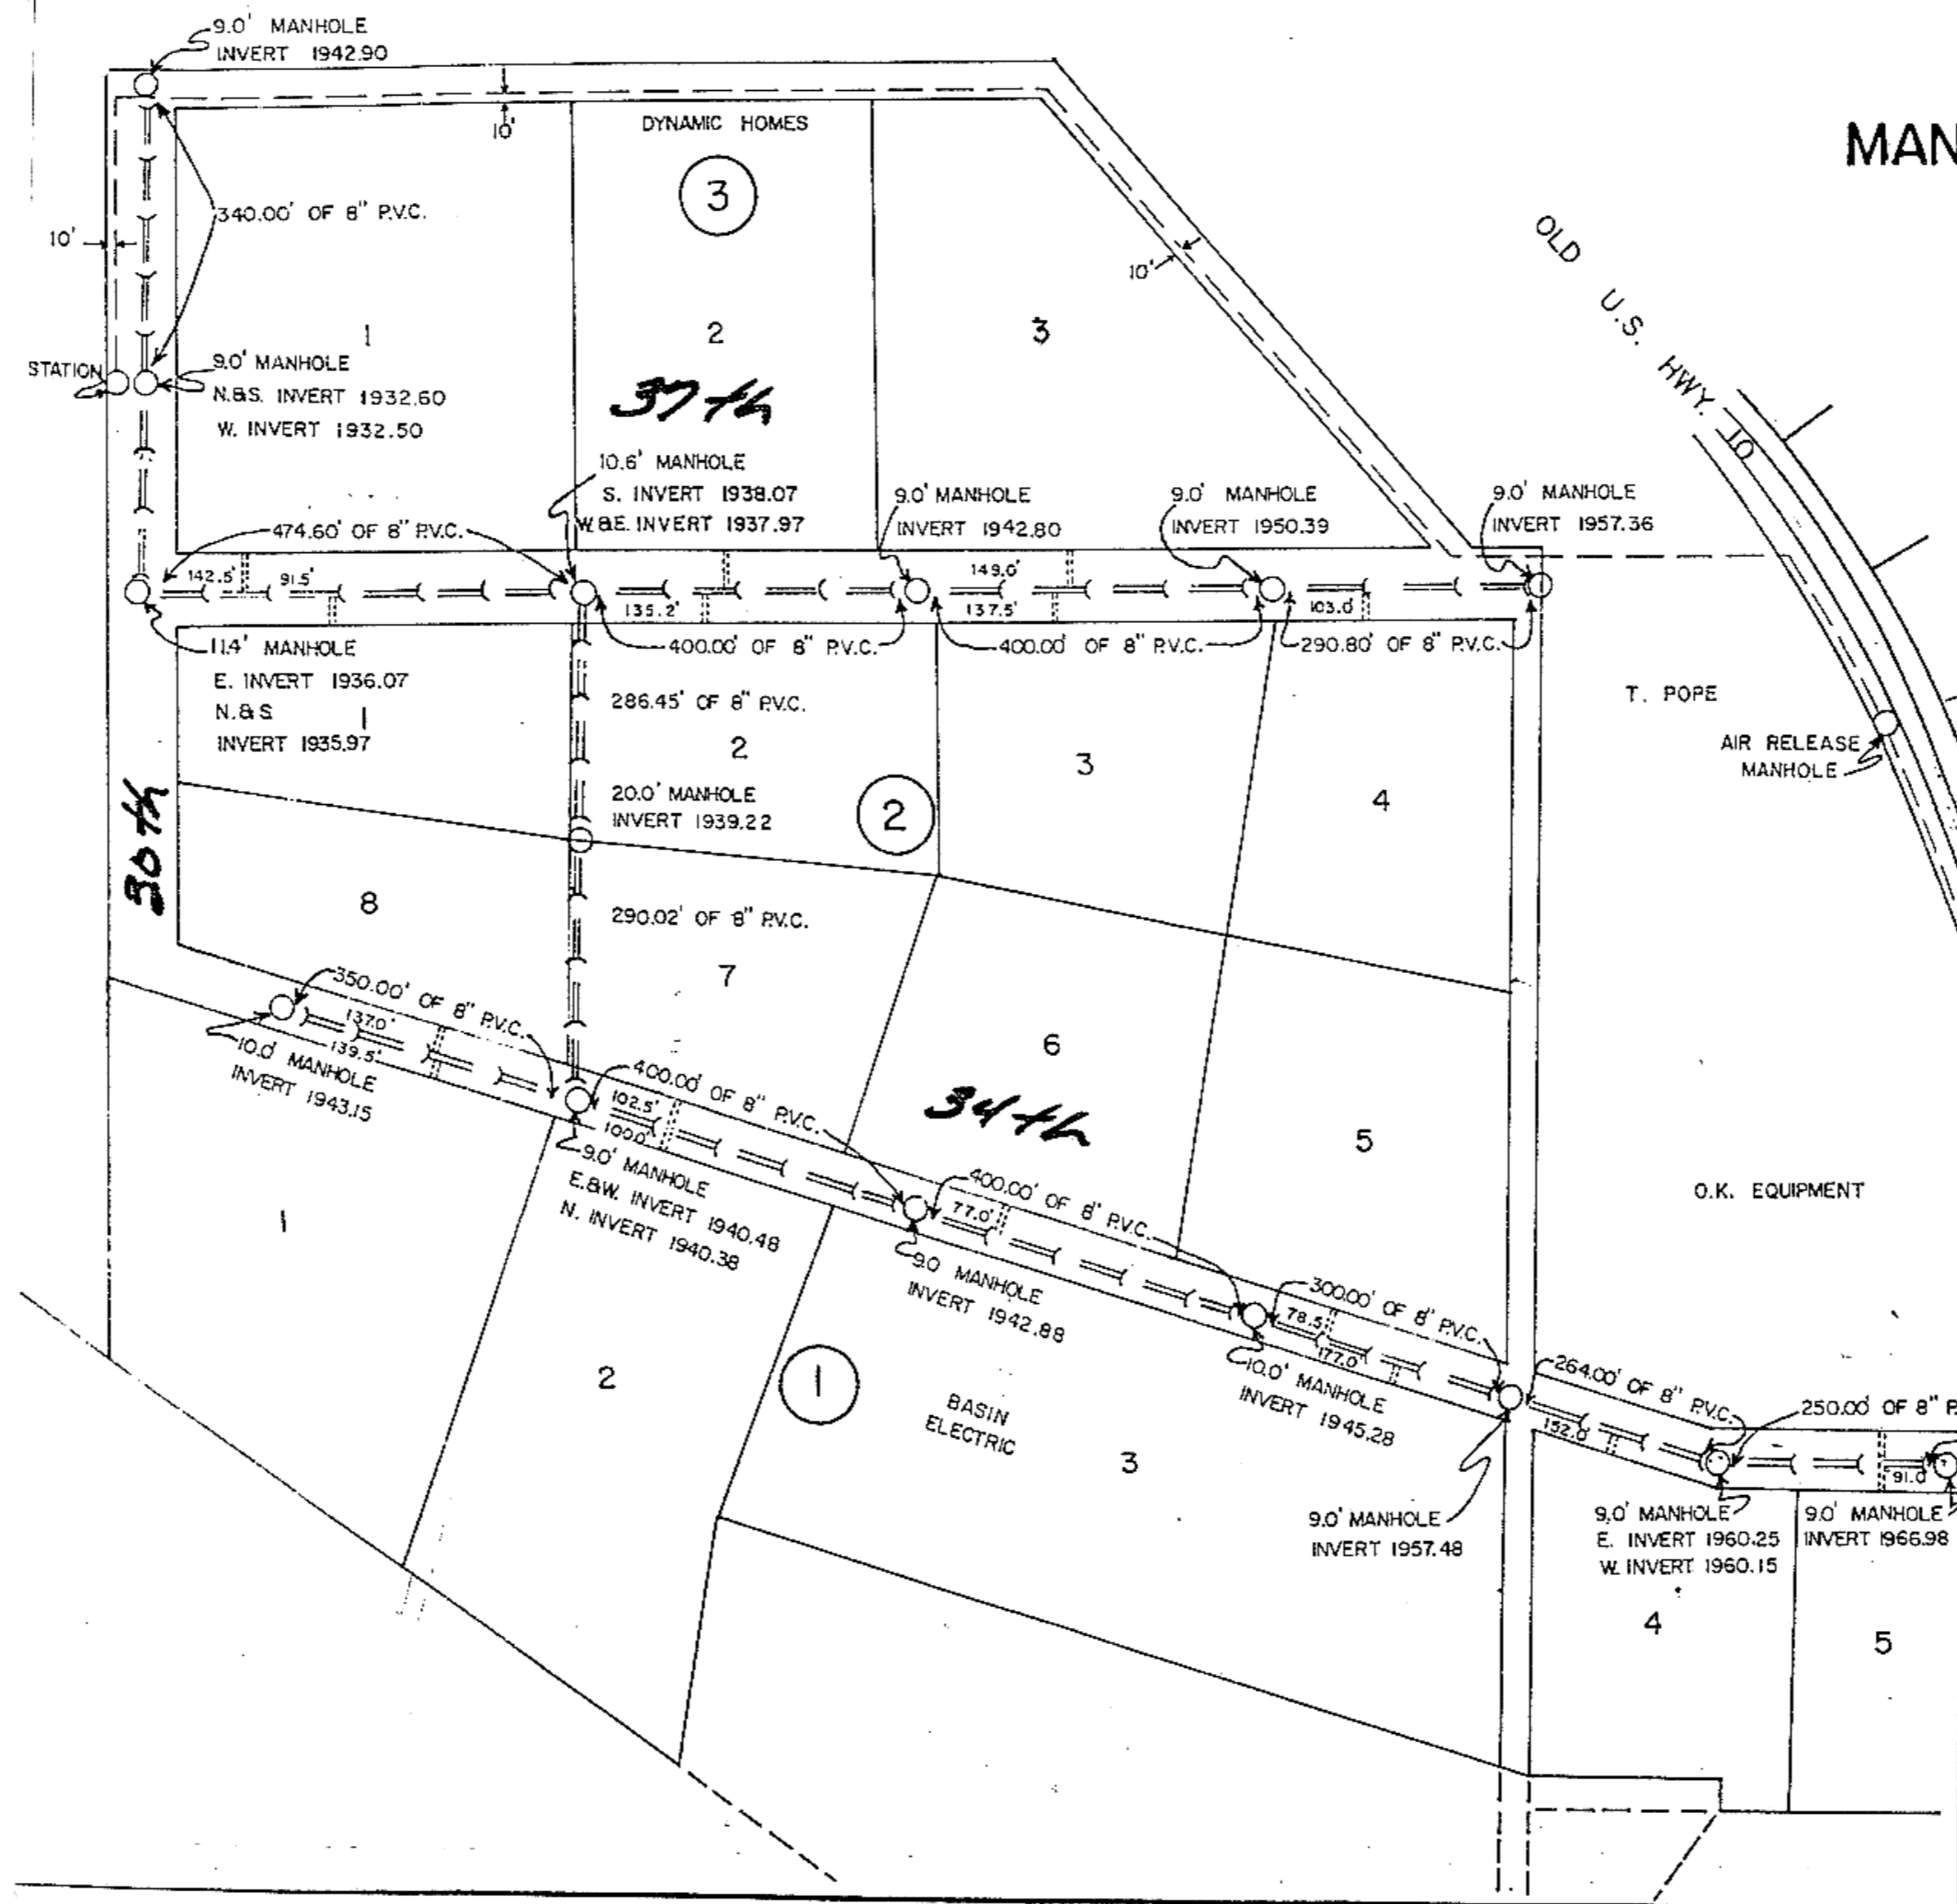 9.0' MANHOLE
INVERT 1942.90
MAN
10'
DYNAMIC HOMES
3
340.00' OF 8" P.V.C.
10'
10'
OLD U.S. HWY. 10
1
2
3
STATION
9.0' MANHOLE
N.&S. INVERT 1932.60
W. INVERT 1932.50
37th
10.6' MANHOLE
S. INVERT 1938.07
W.&E. INVERT 1937.97
9.0' MANHOLE
INVERT 1942.80
9.0' MANHOLE
INVERT 1950.39
9.0' MANHOLE
INVERT 1957.36
474.60' OF 8" P.V.C.
142.5'
91.5'
135.2'
149.0'
137.5'
103.0'
400.00' OF 8" P.V.C.
400.00' OF 8" P.V.C.
290.80' OF 8" P.V.C.
11.4' MANHOLE
E. INVERT 1936.07
N.&S.
INVERT 1935.97
1
286.45' OF 8" P.V.C.
2
3
4
T. POPE
AIR RELEASE
MANHOLE
20.0' MANHOLE
INVERT 1939.22
2
30th
8
290.02' OF 8" P.V.C.
7
6
5
350.00' OF 8" P.V.C.
137.0'
139.5'
10.0' MANHOLE
INVERT 1943.15
400.00' OF 8" P.V.C.
102.5'
100.0'
34th
9.0' MANHOLE
E.&W. INVERT 1940.48
N. INVERT 1940.38
400.00' OF 8" P.V.C.
77.0'
9.0 MANHOLE
INVERT 1942.88
O.K. EQUIPMENT
300.00' OF 8" P.V.C.
78.5'
177.0'
10.0' MANHOLE
INVERT 1945.28
264.00' OF 8" P.V.C.
152.0'
250.00' OF 8" P.
91.0'
1
2
1
BASIN
ELECTRIC
3
9.0' MANHOLE
INVERT 1957.48
9.0' MANHOLE
E. INVERT 1960.25
W. INVERT 1960.15
9.0' MANHOLE
INVERT 1966.98
4
5